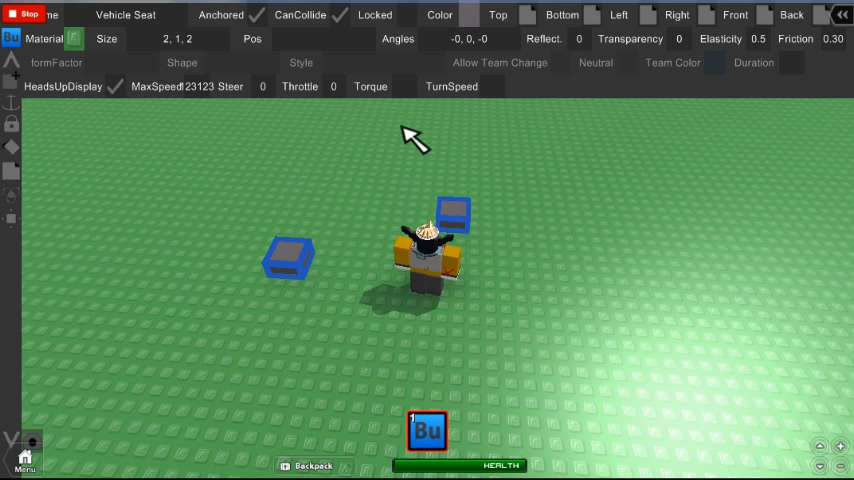 Stop me Vehicle Seat Anchored CanCollide Locked Color Top Bottom Left Right Front Back
Bu Material Size 2, 1, 2 Pos Angles -0, 0, -0 Reflect. 0 Transparency 0 Elasticity 0.5 Friction 0.30
formFactor Shape Style Allow Team Change Neutral Team Color Duration
HeadsUpDisplay MaxSpeed 123123 Steer 0 Throttle 0 Torque TurnSpeed
1
Bu
Menu
Backpack HEALTH